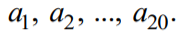 a₁, a₂, ..., a₂₀.